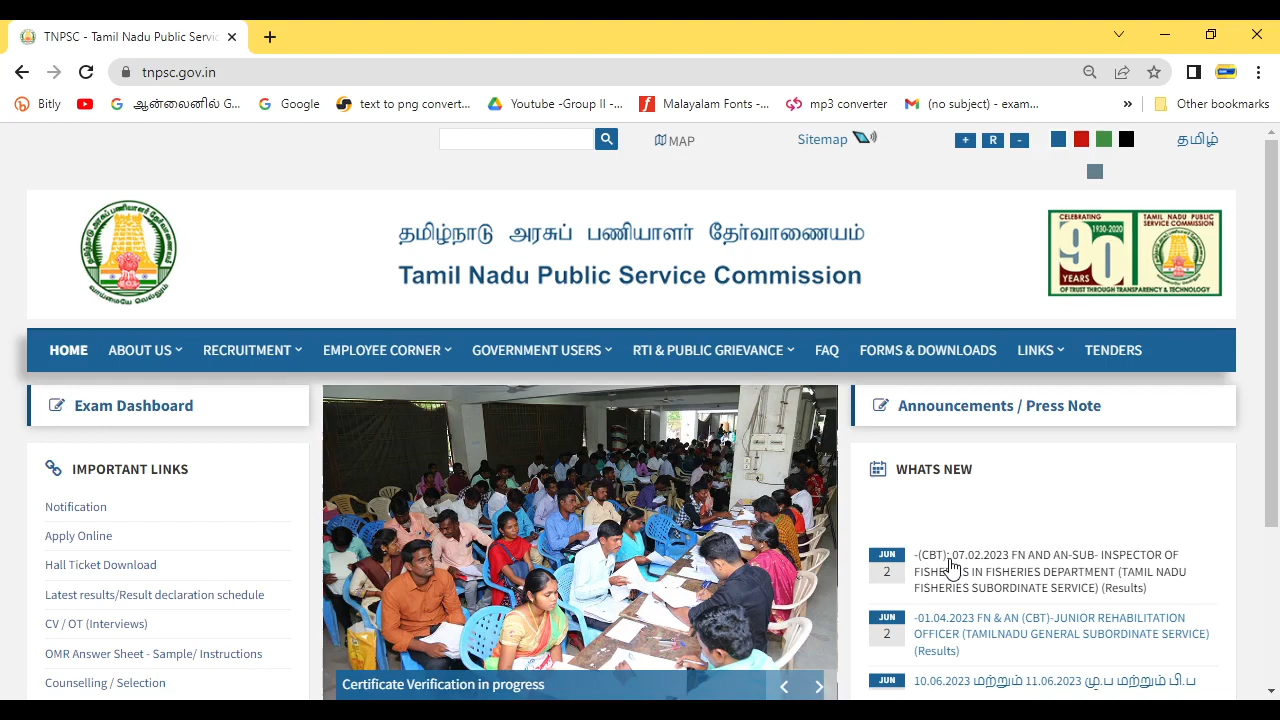 TNPSC - Tamil Nadu Public Servic
tnpsc.gov.in
Bitly
ஆன்லைனில் G...
Google
text to png convert...
Youtube -Group II -...
Malayalam Fonts -...
mp3 converter
(no subject) - exam...
»
Other bookmarks
MAP
Sitemap
+ R -
தமிழ்
தமிழ்நாடு அரசுப் பணியாளர் தேர்வாணையம்
Tamil Nadu Public Service Commission
தமிழ்நாடு அரசுப் பணியாளர் தேர்வாணையம்
வாய்மையே வெல்லும்
CELEBRATING
90
1930-2020
YEARS
TAMIL NADU PUBLIC
SERVICE COMMISSION
OF TRUST THROUGH TRANSPARENCY & TECHNOLOGY
HOME ABOUT US RECRUITMENT EMPLOYEE CORNER GOVERNMENT USERS RTI & PUBLIC GRIEVANCE FAQ FORMS & DOWNLOADS LINKS TENDERS
Exam Dashboard
IMPORTANT LINKS
Notification
Apply Online
Hall Ticket Download
Latest results/Result declaration schedule
CV / OT (Interviews)
OMR Answer Sheet - Sample/ Instructions
Counselling / Selection
Certificate Verification in progress
Announcements / Press Note
WHATS NEW
JUN
2
-(CBT): 07.02.2023 FN AND AN-SUB- INSPECTOR OF
FISHERIES IN FISHERIES DEPARTMENT (TAMIL NADU
FISHERIES SUBORDINATE SERVICE) (Results)
JUN
2
-01.04.2023 FN & AN (CBT)-JUNIOR REHABILITATION
OFFICER (TAMILNADU GENERAL SUBORDINATE SERVICE)
(Results)
JUN
10.06.2023 மற்றும் 11.06.2023 மு.ப மற்றும் பி.ப